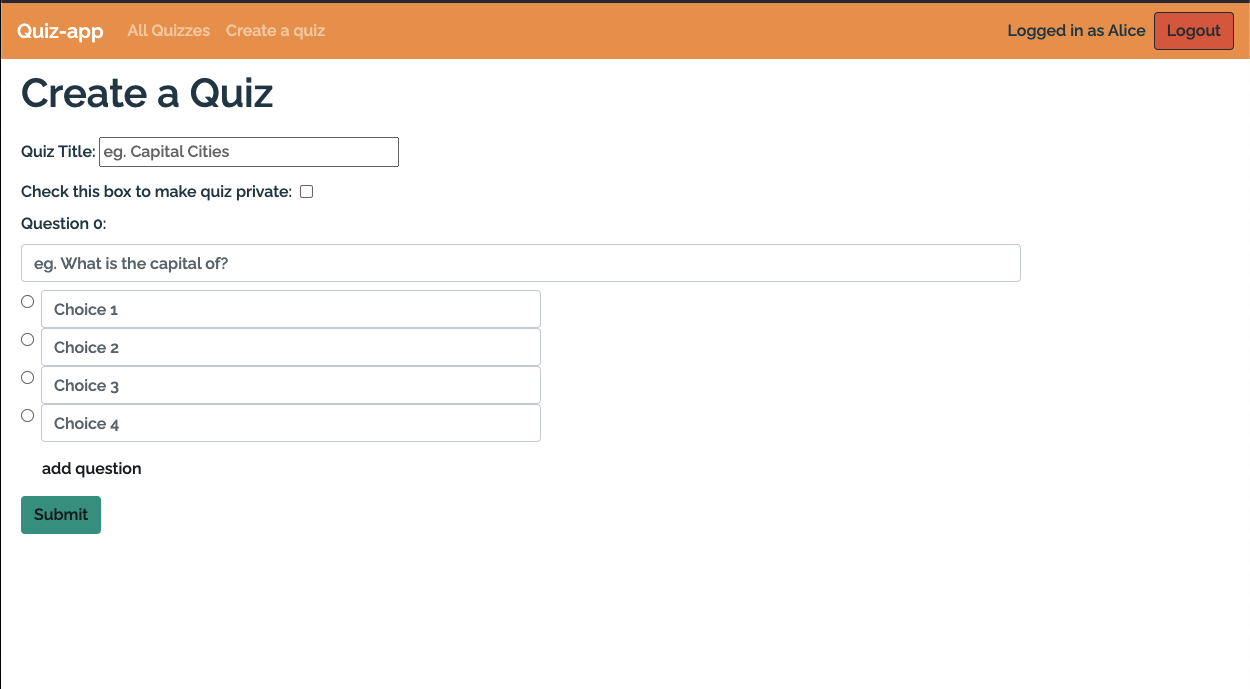 Quiz-app All Quizzes Create a quiz Logged in as Alice Logout
Create a Quiz
Quiz Title: eg. Capital Cities
Check this box to make quiz private:
Question 0:
eg. What is the capital of?
Choice 1
Choice 2
Choice 3
Choice 4
add question
Submit